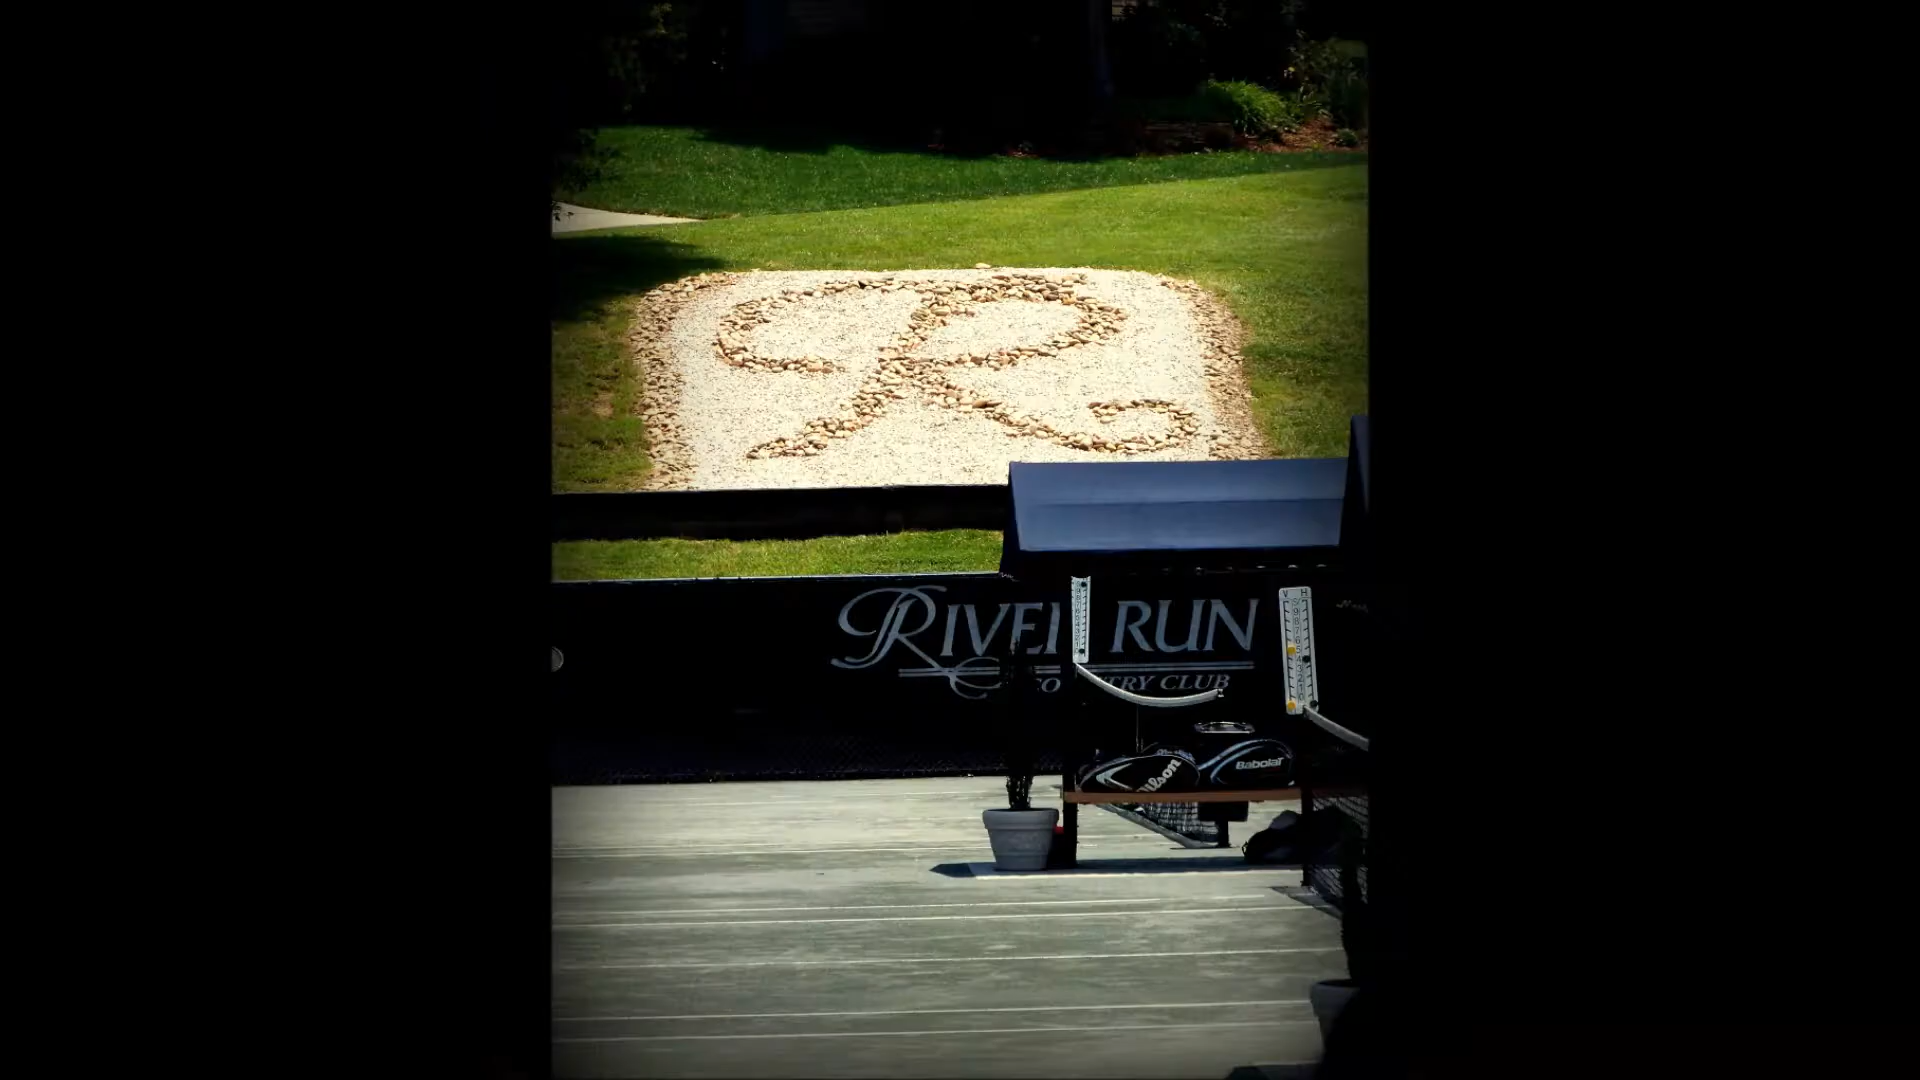 R
RIVER RUN
COUNTRY CLUB
V H
Wilson
Babolat